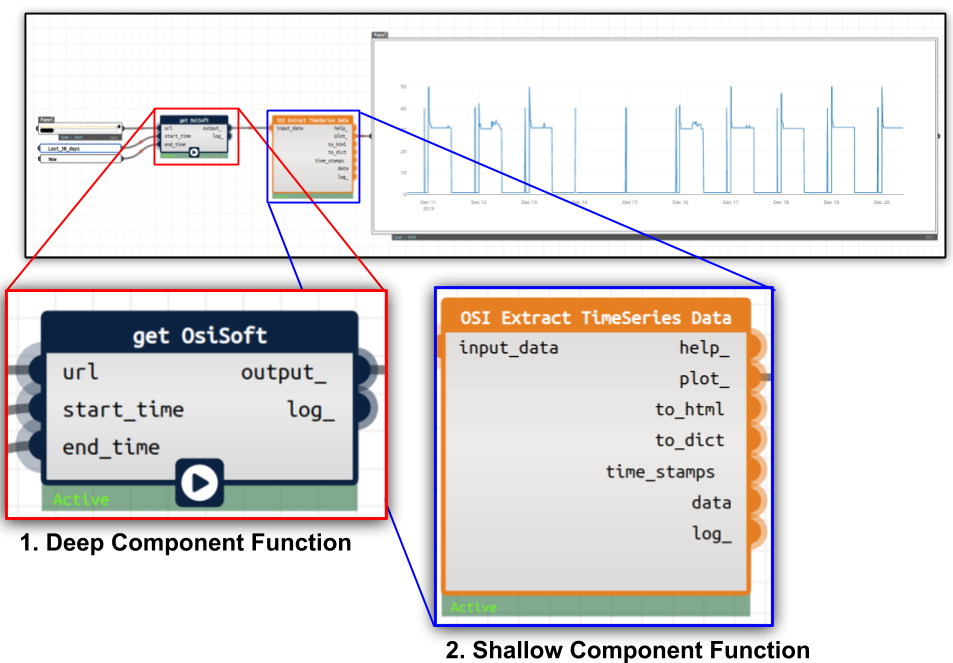 Panel
Panel
Last_30_days
Now
get OsiSoft
url output_
start_time log_
end_time
OSI Extract TimeSeries Data
input_data help_
plot_
to_html
to_dict
time_stamps
data
log_
50
40
20
10
0
Dec 11
2019
Dec 12
Dec 13
Dec 14
Dec 15
Dec 16
Dec 17
Dec 18
Dec 19
Dec 20
get OsiSoft
url output_
start_time log_
end_time
Active
1. Deep Component Function
OSI Extract TimeSeries Data
input_data help_
plot_
to_html
to_dict
time_stamps
data
log_
Active
2. Shallow Component Function